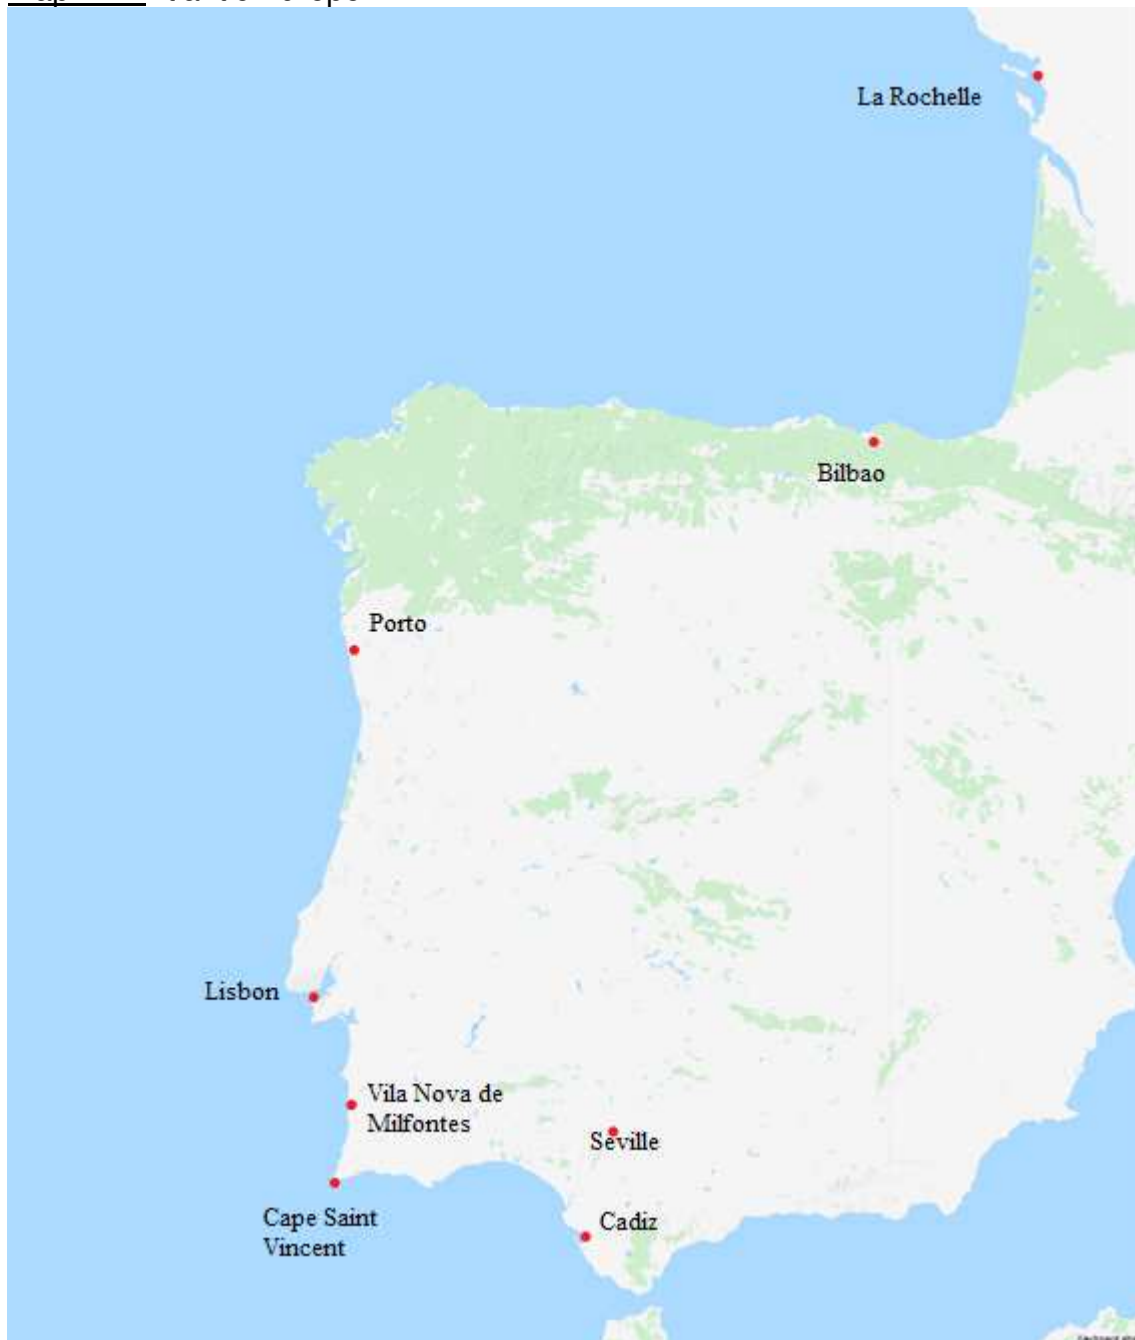 La Rochelle
Bilbao
Porto
Lisbon
Vila Nova de
Milfontes
Seville
Cape Saint
Vincent
Cadiz